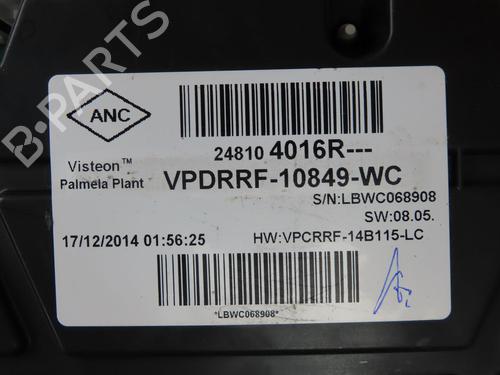 ANC
24810 4016R---
Visteon™
Palmela Plant
VPDRRF-10849-WC
S/N:LBWC068908
SW:08.05.
17/12/2014 01:56:25
HW:VPCRRF-14B115-LC
*LBWC068908*
B-PARTS